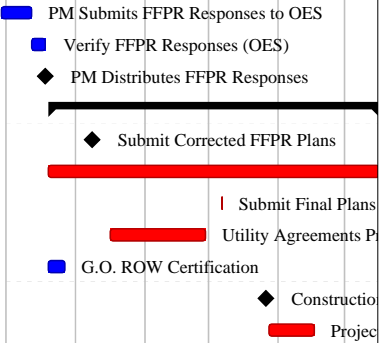 PM Submits FFPR Responses to OES
Verify FFPR Responses (OES)
PM Distributes FFPR Responses
Submit Corrected FFPR Plans
Submit Final Plans
Utility Agreements
G.O. ROW Certification